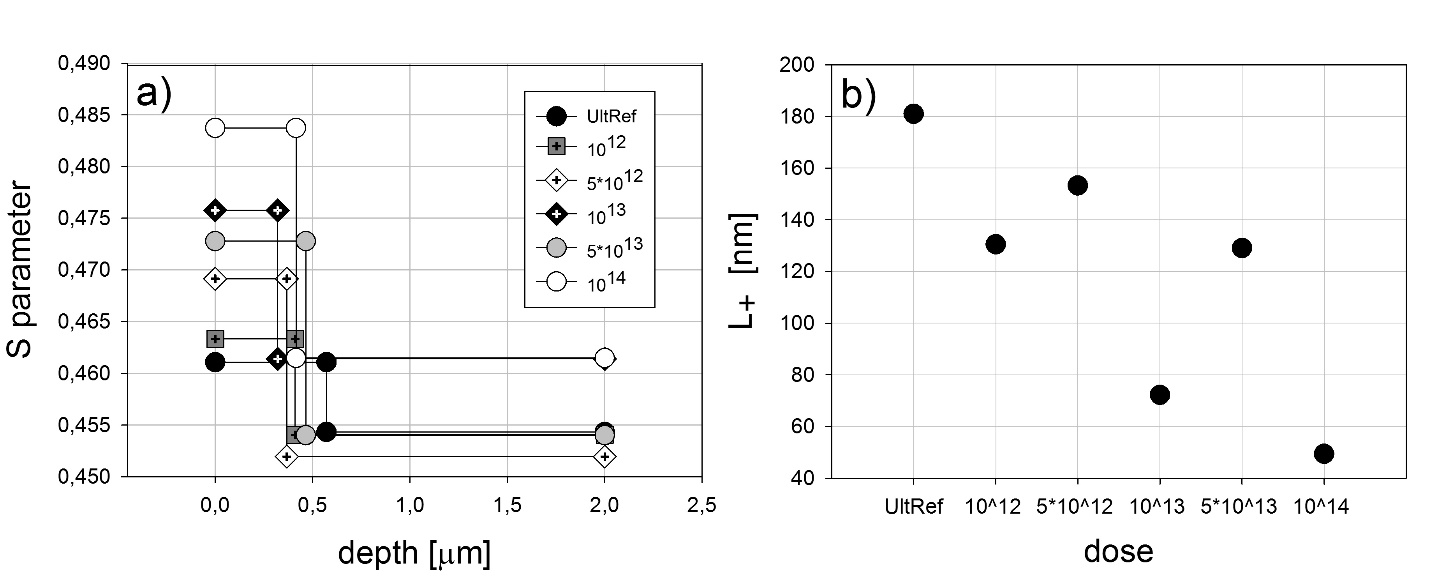 a)
0,490
0,485
0,480
0,475
0,470
0,465
0,460
0,455
0,450
S parameter
0,0 0,5 1,0 1,5 2,0 2,5
depth [μm]
UltRef
10^12
5*10^12
10^13
5*10^13
10^14
b)
200
180
160
140
120
100
80
60
40
L+ [nm]
UltRef 10^12 5*10^12 10^13 5*10^13 10^14
dose